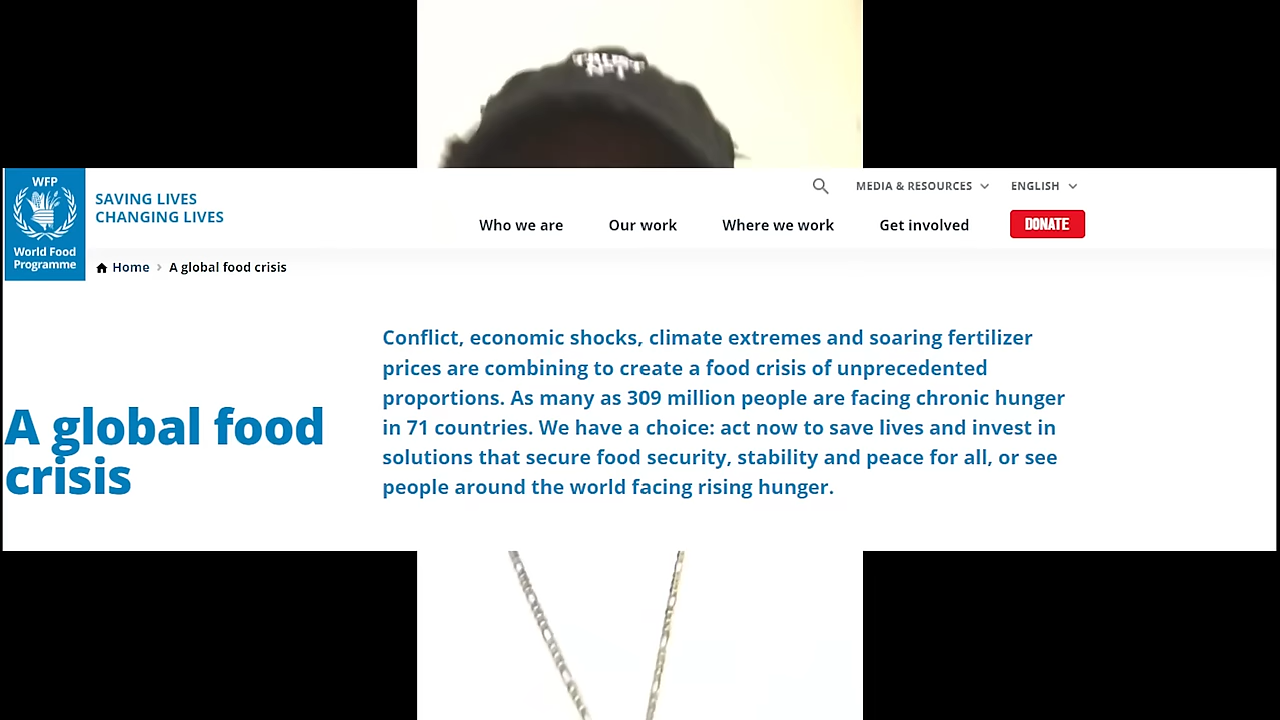 WFP
World Food
Programme
SAVING LIVES
CHANGING LIVES
MEDIA & RESOURCES
ENGLISH
Who we are
Our work
Where we work
Get involved
DONATE
Home > A global food crisis
A global food
crisis
Conflict, economic shocks, climate extremes and soaring fertilizer
prices are combining to create a food crisis of unprecedented
proportions. As many as 309 million people are facing chronic hunger
in 71 countries. We have a choice: act now to save lives and invest in
solutions that secure food security, stability and peace for all, or see
people around the world facing rising hunger.